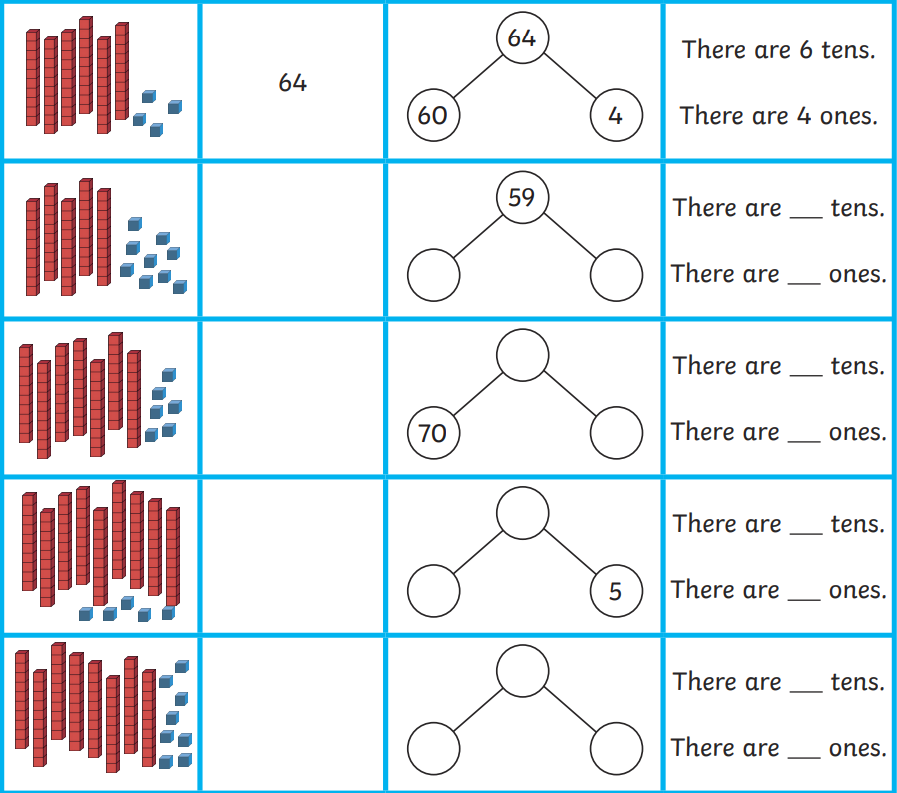 64
64
60
4
There are 6 tens.
There are 4 ones.
59
There are ___ tens.
There are ___ ones.
70
There are ___ tens.
There are ___ ones.
5
There are ___ tens.
There are ___ ones.
There are ___ tens.
There are ___ ones.